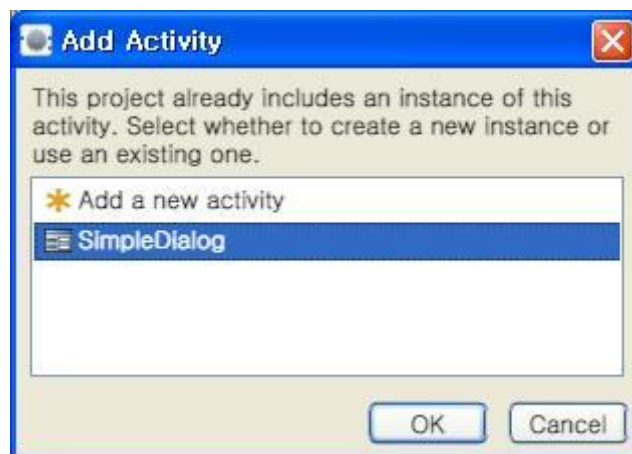 Add Activity
This project already includes an instance of this
activity. Select whether to create a new instance or
use an existing one.
Add a new activity
SimpleDialog
OK
Cancel